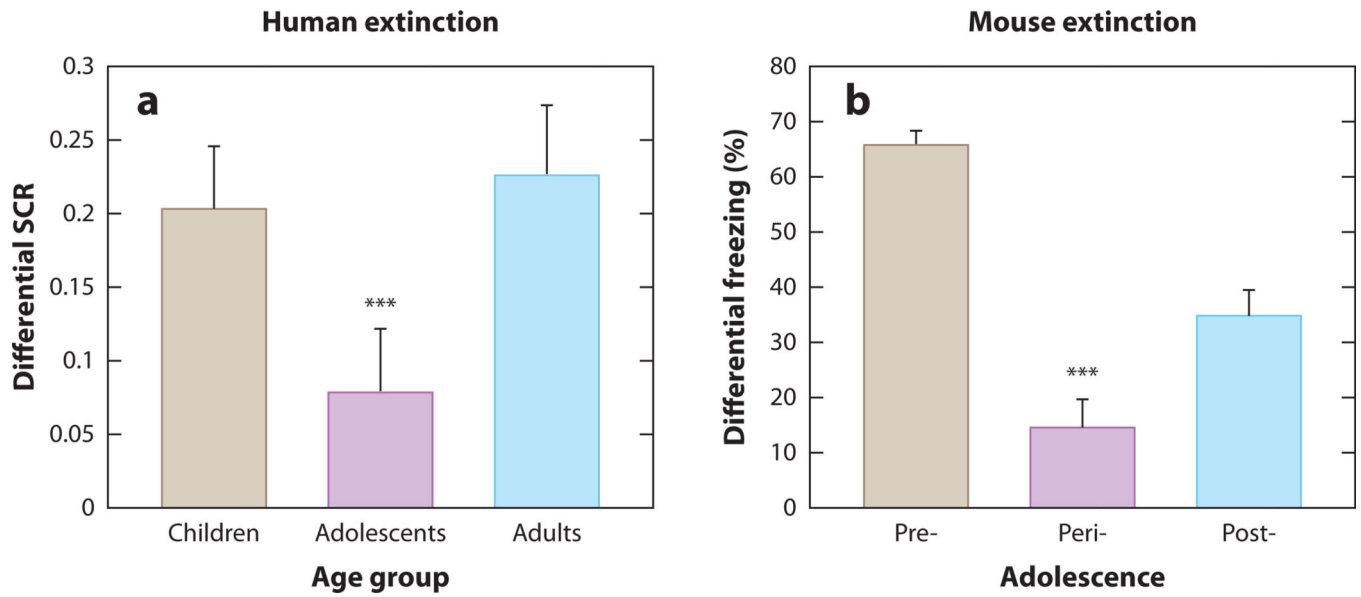 Human extinction
a
Differential SCR
0.3
0.25
0.2
0.15
0.1
0.05
0
***
Children
Adolescents
Adults
Age group
Mouse extinction
b
Differential freezing (%)
80
70
60
50
40
30
20
10
0
***
Pre-
Peri-
Post-
Adolescence